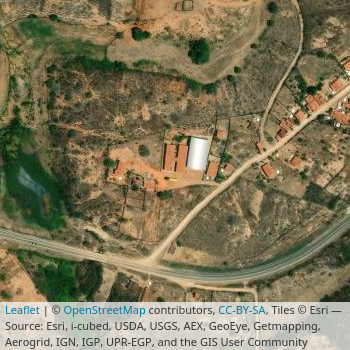 Leaflet | © OpenStreetMap contributors, CC-BY-SA, Tiles © Esri —
Source: Esri, i-cubed, USDA, USGS, AEX, GeoEye, Getmapping,
Aerogrid, IGN, IGP, UPR-EGP, and the GIS User Community